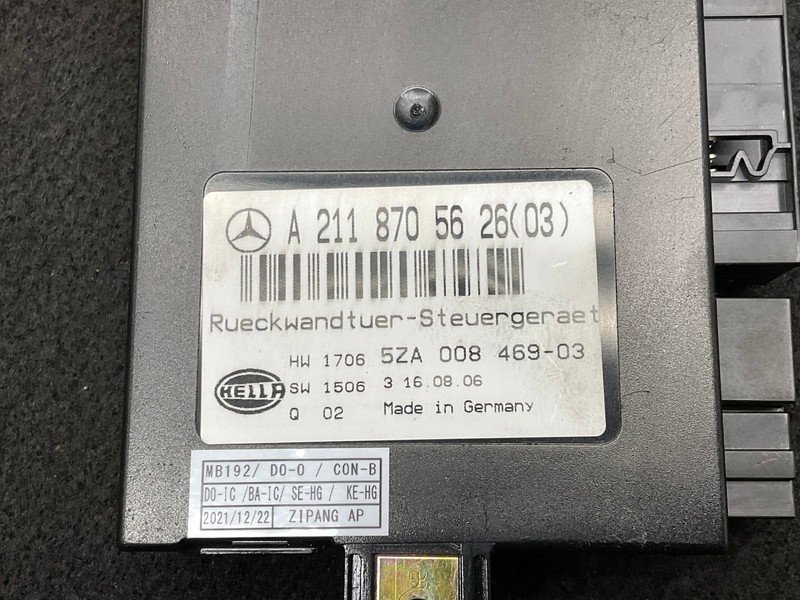 A 211 870 56 26(03)
Rueckwandtuer-Steuergeraet
HW 1706 5ZA 008 469-03
HELLA SW 1506 3 16.08.06
Q 02 Made in Germany
MB192/ DO-O / CON-B
DO-IC /BA-IC/ SE-HG / KE-HG
2021/12/22 ZIPANG AP